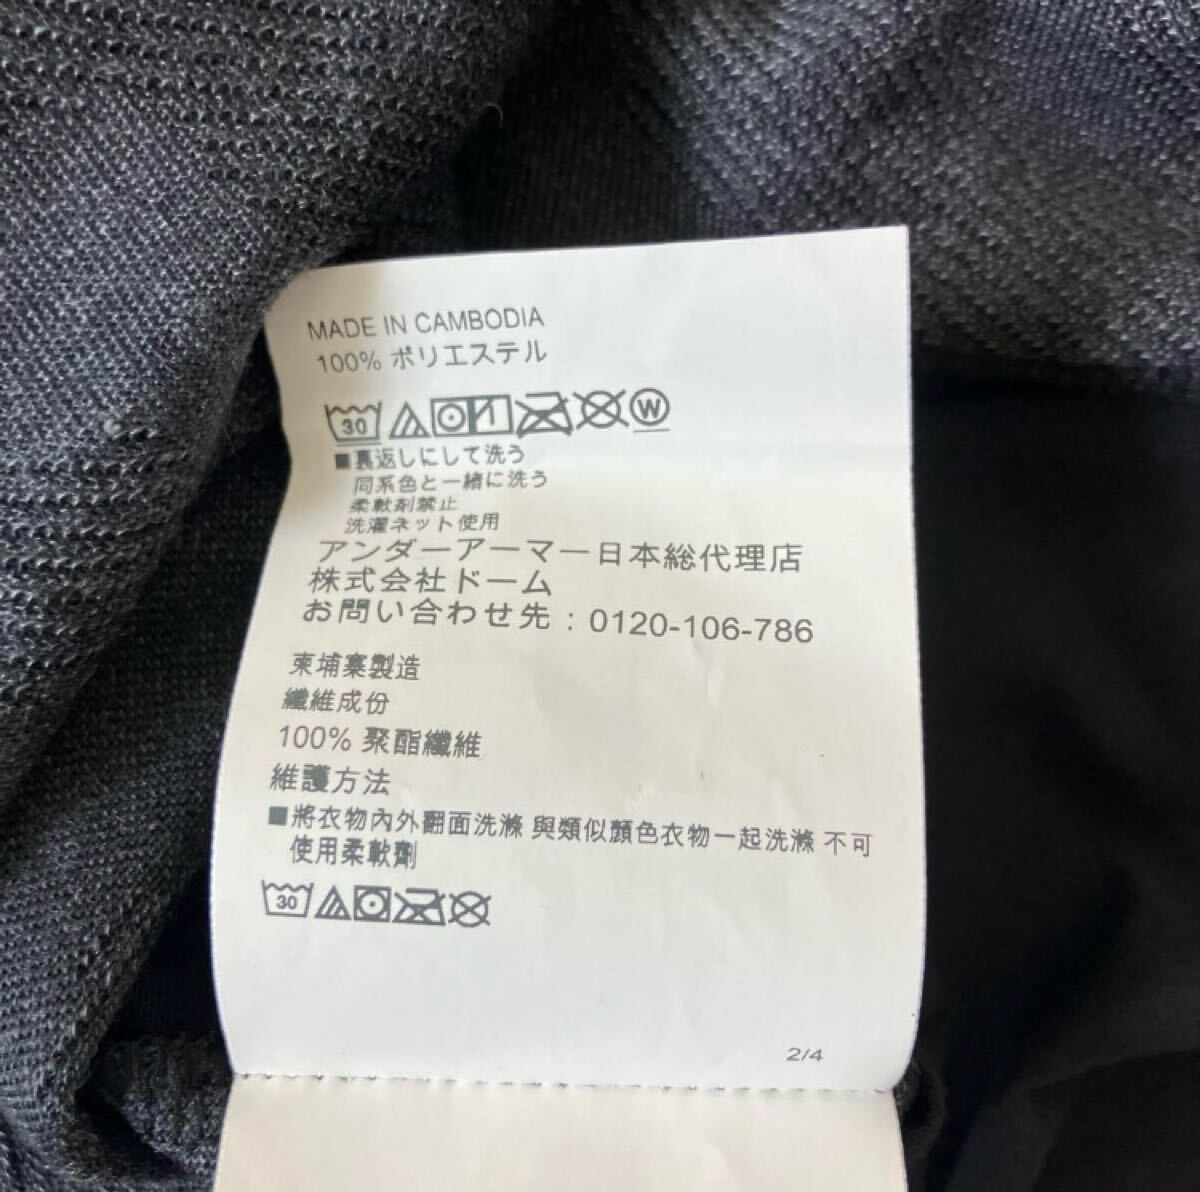 MADE IN CAMBODIA
100% ポリエステル
30 W
■裏返しにして洗う
同系色と一緒に洗う
柔軟剤禁止
洗濯ネット使用
アンダーアーマー日本総代理店
株式会社ドーム
お問い合わせ先：0120-106-786
柬埔寨製造
纖維成份
100% 聚酯纖維
維護方法
■將衣物內外翻面洗滌 與類似顏色衣物一起洗滌 不可
使用柔軟劑
30
2/4